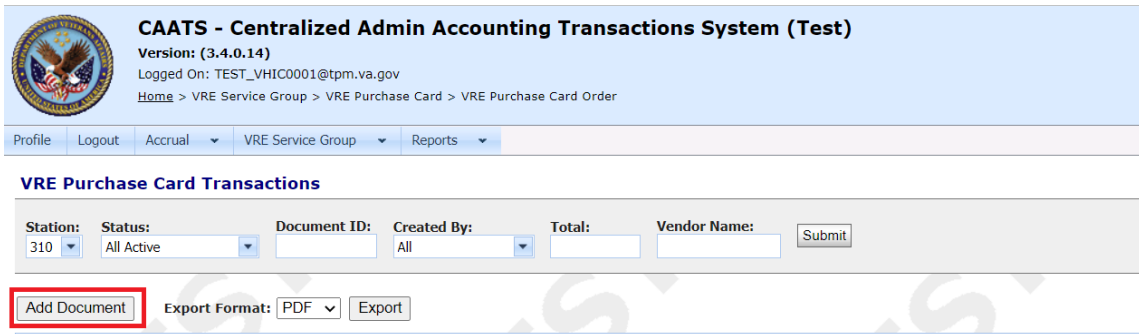 CAATS - Centralized Admin Accounting Transactions System (Test)
Version: (3.4.0.14)
Logged On: TEST_VHIC0001@tpm.va.gov
Home > VRE Service Group > VRE Purchase Card > VRE Purchase Card Order
Profile Logout Accrual VRE Service Group Reports
VRE Purchase Card Transactions
Station: Status: Document ID: Created By: Total: Vendor Name:
310 All Active All Submit
Add Document Export Format: PDF Export